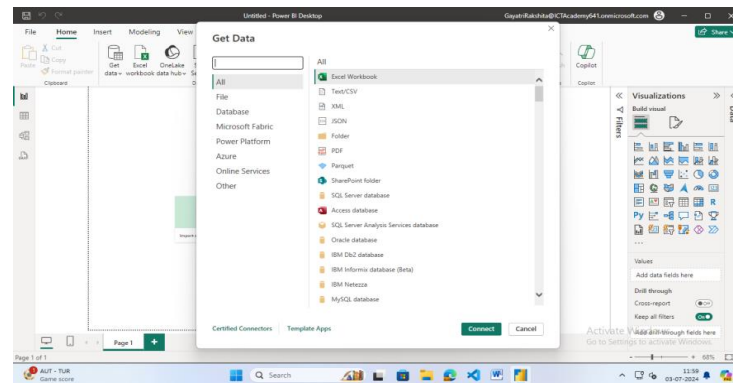 Untitled - Power BI Desktop
GayatriRakshita@ICTAcademy641.onmicrosoft.com
File Home Insert Modeling View
Share
Paste
Cut
Copy
Format painter
Clipboard
Get data
Excel workbook
OneLake data hub
Copilot
Copilot
Get Data
All
File
Database
Microsoft Fabric
Power Platform
Azure
Online Services
Other
All
Excel Workbook
Text/CSV
XML
JSON
Folder
PDF
Parquet
SharePoint folder
SQL Server database
Access database
SQL Server Analysis Services database
Oracle database
IBM Db2 database
IBM Informix database (Beta)
IBM Netezza
MySQL database
Certified Connectors Template Apps
Connect Cancel
Filters
Visualizations
Build visual
Values
Add data fields here
Drill through
Cross-report
Keep all filters
Add drill-through fields here
Activate Windows
Go to Settings to activate Windows.
Page 1
Page 1 of 1
68%
AUT - TUR
Game score
Search
11:59
03-07-2024